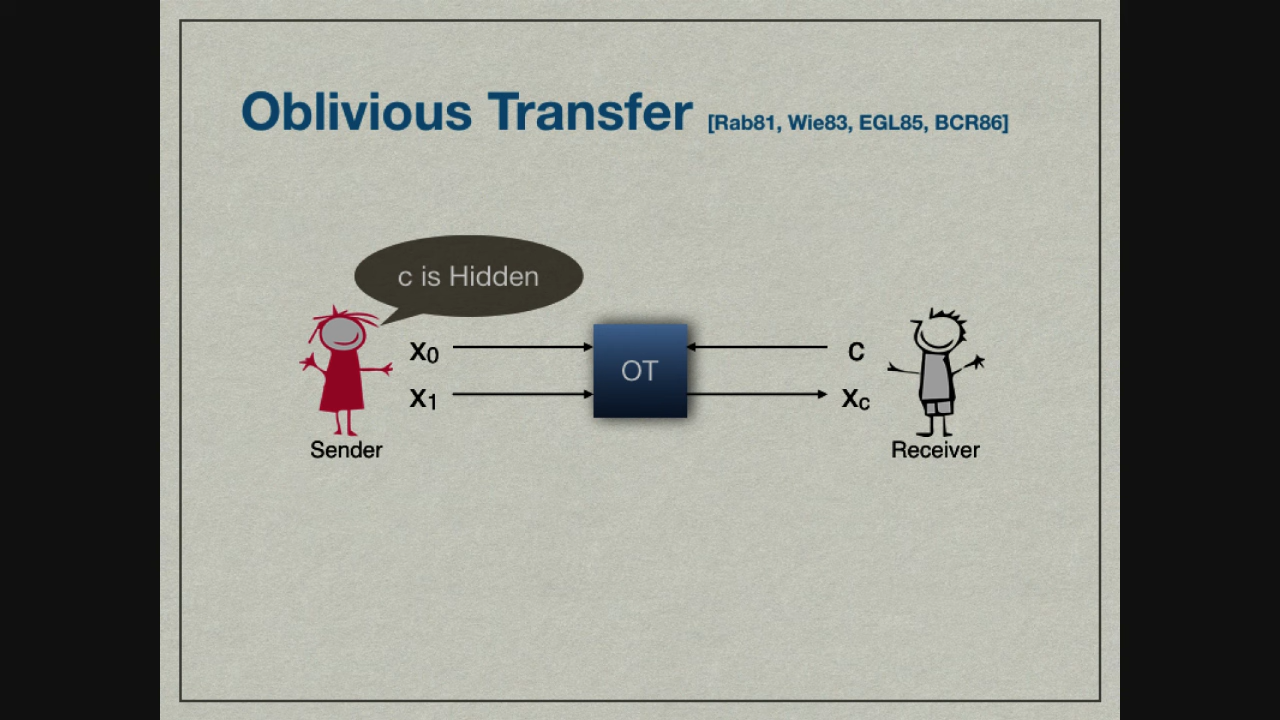 Oblivious Transfer [Rab81, Wie83, EGL85, BCR86]
c is Hidden
x0 OT c
x1 xc
Sender Receiver